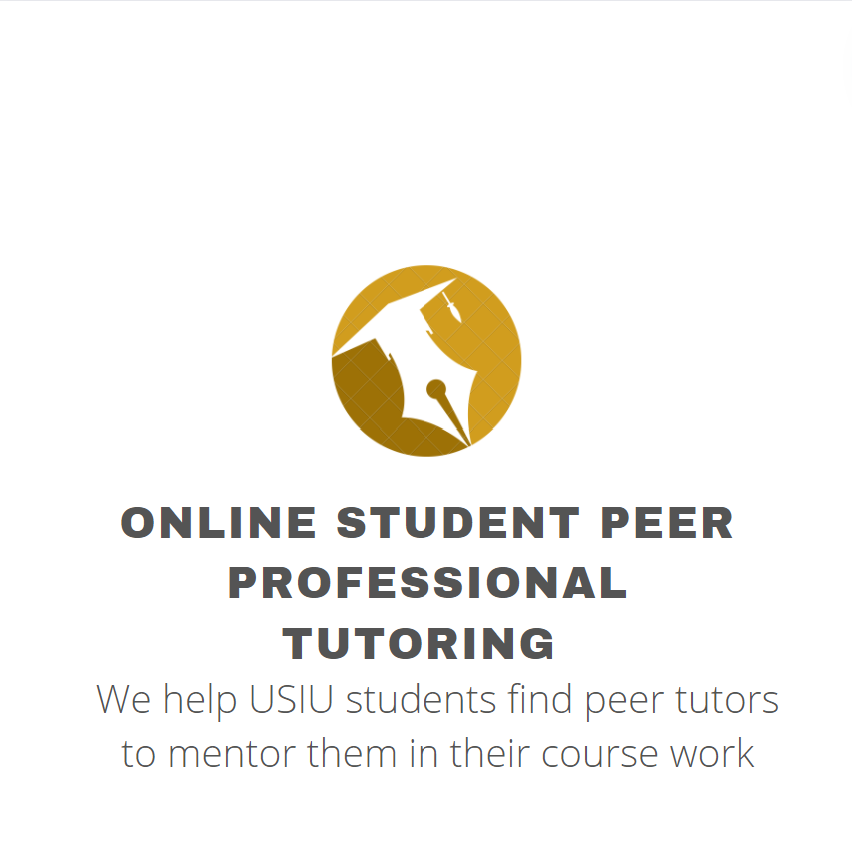 ONLINE STUDENT PEER
PROFESSIONAL
TUTORING
We help USIU students find peer tutors
to mentor them in their course work